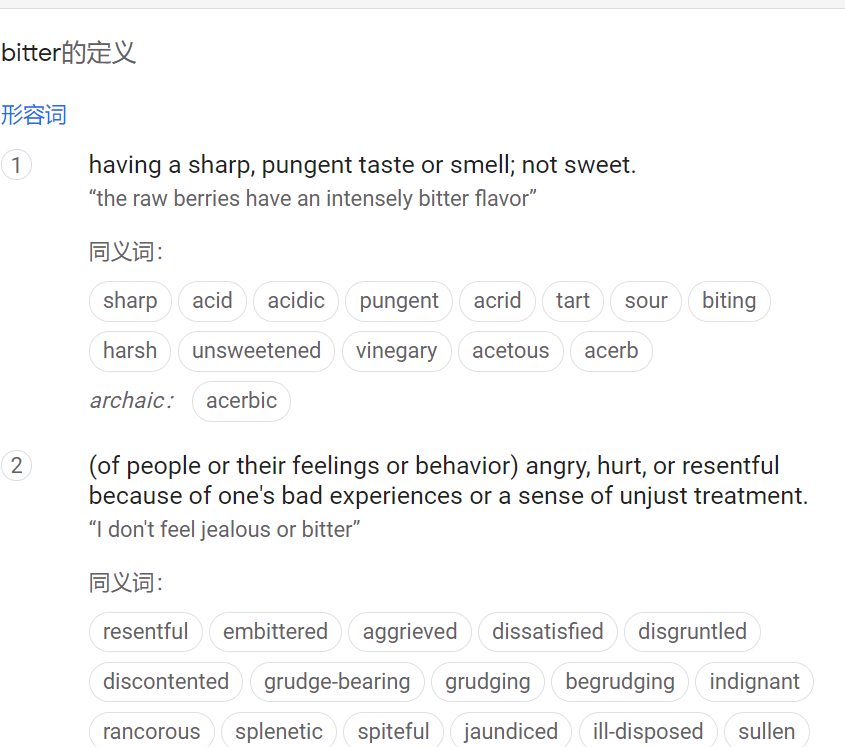 bitter的定义
形容词
1 having a sharp, pungent taste or smell; not sweet.
“the raw berries have an intensely bitter flavor”
同义词：
sharp acid acidic pungent acrid tart sour biting
harsh unsweetened vinegary acetous acerb
archaic： acerbic
2 (of people or their feelings or behavior) angry, hurt, or resentful
because of one's bad experiences or a sense of unjust treatment.
“I don't feel jealous or bitter”
同义词：
resentful embittered aggrieved dissatisfied disgruntled
discontented grudge-bearing grudging begrudging indignant
rancorous splenetic spiteful jaundiced ill-disposed sullen